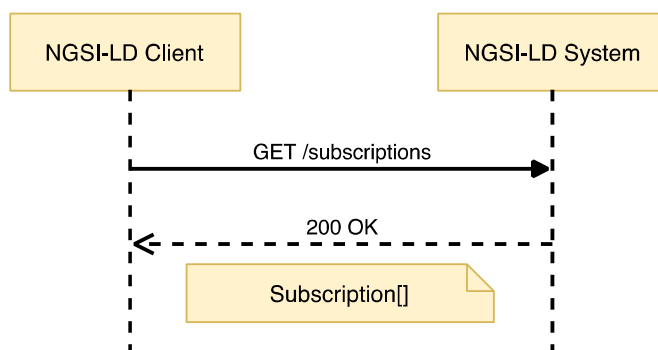 NGSI-LD Client
NGSI-LD System
GET /subscriptions
200 OK
Subscription[]